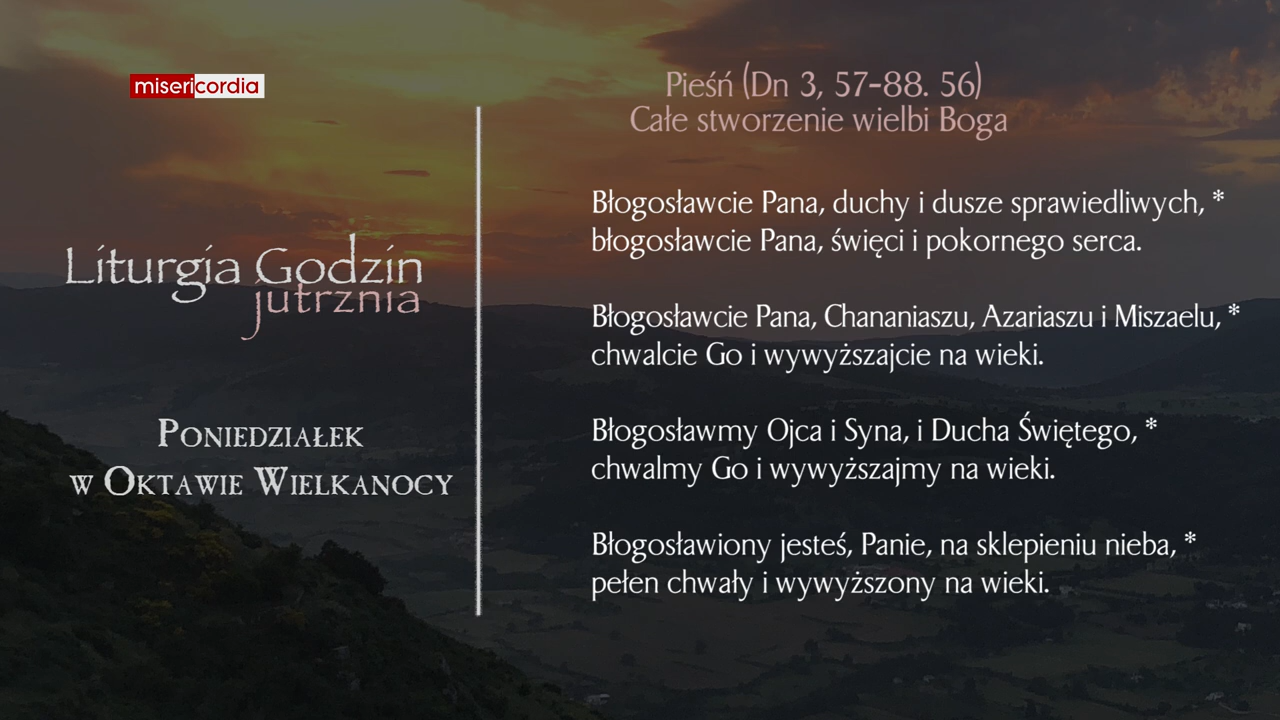 misericordia
Liturgia Godzin
jutrznia
Poniedziałek
w Oktawie Wielkanocy
Pieśń (Dn 3, 57-88. 56)
Całe stworzenie wielbi Boga
Błogosławcie Pana, duchy i dusze sprawiedliwych, *
błogosławcie Pana, święci i pokornego serca.
Błogosławcie Pana, Chananiaszu, Azariaszu i Miszaelu, *
chwalcie Go i wywyższajcie na wieki.
Błogosławmy Ojca i Syna, i Ducha Świętego, *
chwalmy Go i wywyższajmy na wieki.
Błogosławiony jesteś, Panie, na sklepieniu nieba, *
pełen chwały i wywyższony na wieki.